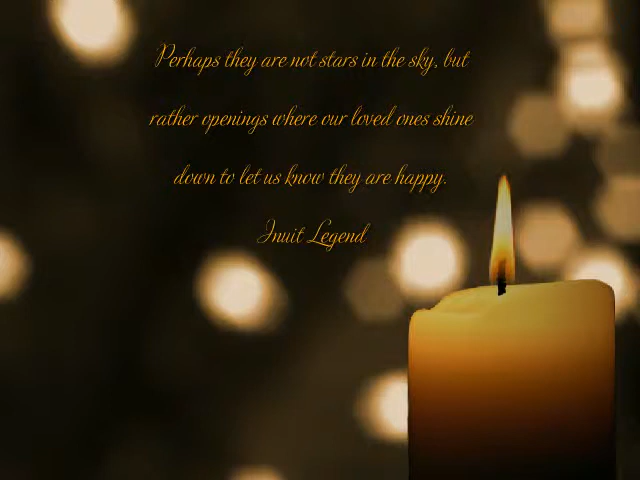 Perhaps they are not stars in the sky, but
rather openings where our loved ones shine
down to let us know they are happy.
Inuit Legend